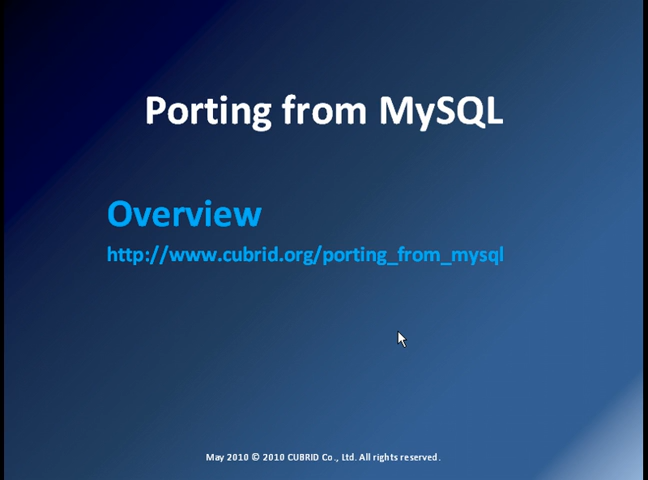 Porting from MySQL
Overview
http://www.cubrid.org/porting_from_mysql
May 2010 © 2010 CUBRID Co., Ltd. All rights reserved.